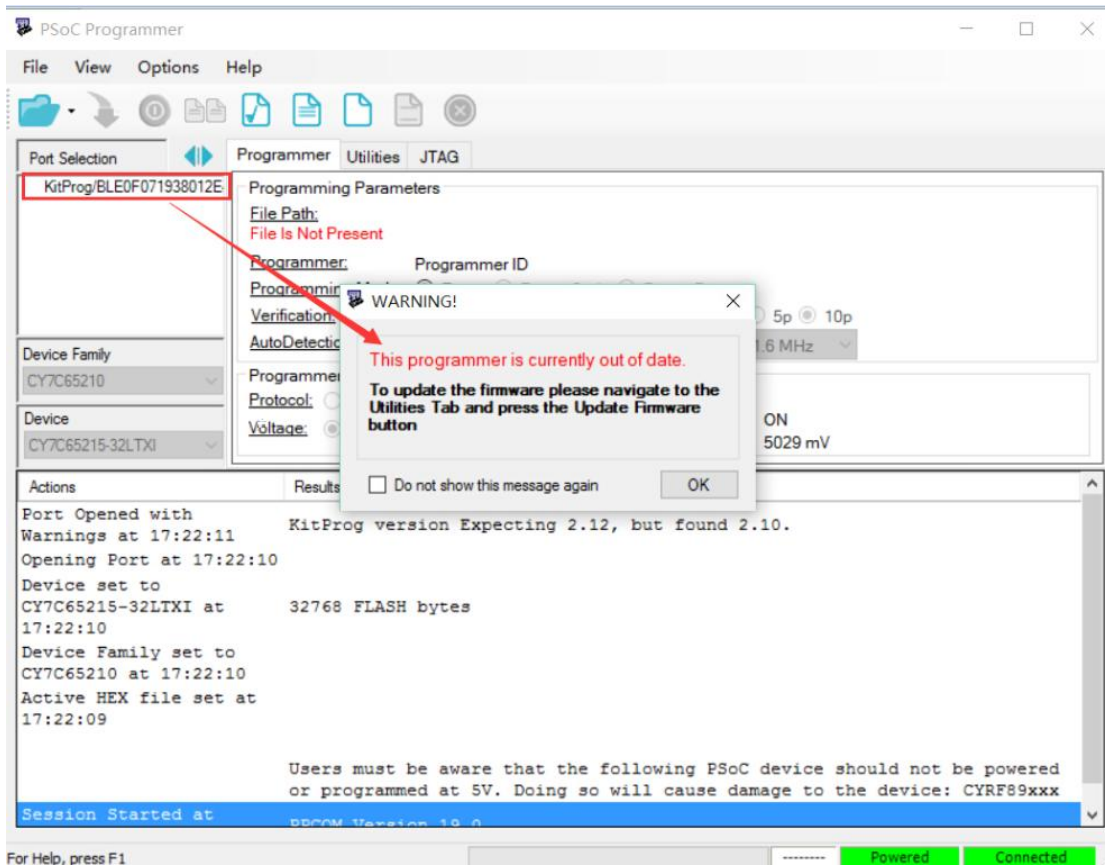 PSoC Programmer
File View Options Help
Port Selection
Programmer Utilities JTAG
KitProg/BLE0F071938012E
Programming Parameters
File Path:
File Is Not Present
Programmer: Programmer ID
Verification:
5p 10p
1.6 MHz
WARNING!
This programmer is currently out of date.
To update the firmware please navigate to the
Utilities Tab and press the Update Firmware
button
Do not show this message again OK
Device Family
CY7C65210
Device
CY7C65215-32LTXI
Protocol:
Voltage:
ON
5029 mV
Actions Results
Port Opened with
Warnings at 17:22:11
KitProg version Expecting 2.12, but found 2.10.
Opening Port at 17:22:10
Device set to
CY7C65215-32LTXI at
17:22:10
32768 FLASH bytes
Device Family set to
CY7C65210 at 17:22:10
Active HEX file set at
17:22:09
Users must be aware that the following PSoC device should not be powered
or programmed at 5V. Doing so will cause damage to the device: CYRF89xxx
Session Started at
PPCOM Version 19.0
For Help, press F1
--------
Powered
Connected